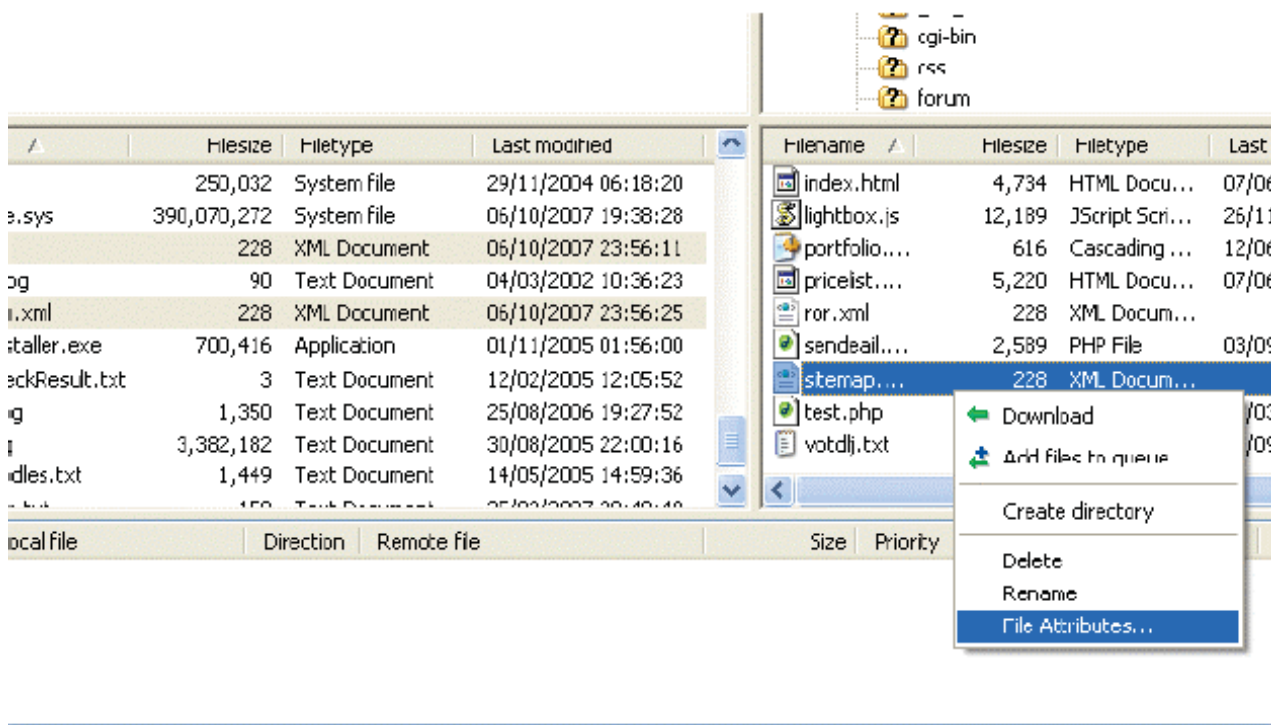 cgi-bin
css
forum
Filesize Filetype Last modified
250,032 System file 29/11/2004 06:18:20
e.sys 390,070,272 System file 06/10/2007 19:38:28
228 XML Document 06/10/2007 23:56:11
og 90 Text Document 04/03/2002 10:36:23
.xml 228 XML Document 06/10/2007 23:56:25
staller.exe 700,416 Application 01/11/2005 01:56:00
eckResult.txt 3 Text Document 12/02/2005 12:05:52
g 1,350 Text Document 25/08/2006 19:27:52
3,382,182 Text Document 30/08/2005 22:00:16
dles.txt 1,449 Text Document 14/05/2005 14:59:36
Text Document
Filename Filesize Filetype Last
index.html 4,734 HTML Docu... 07/06
lightbox.js 12,189 JScript Scri... 26/11
portfolio.... 616 Cascading ... 12/06
pricelist.... 5,220 HTML Docu... 07/06
ror.xml 228 XML Docum...
sendeail.... 2,589 PHP File 03/09
sitemap.... 228 XML Docum...
test.php /03
votdlj.txt /09
Download
Add files to queue
Create directory
Delete
Rename
File Attributes...
ocal file Direction Remote file Size Priority